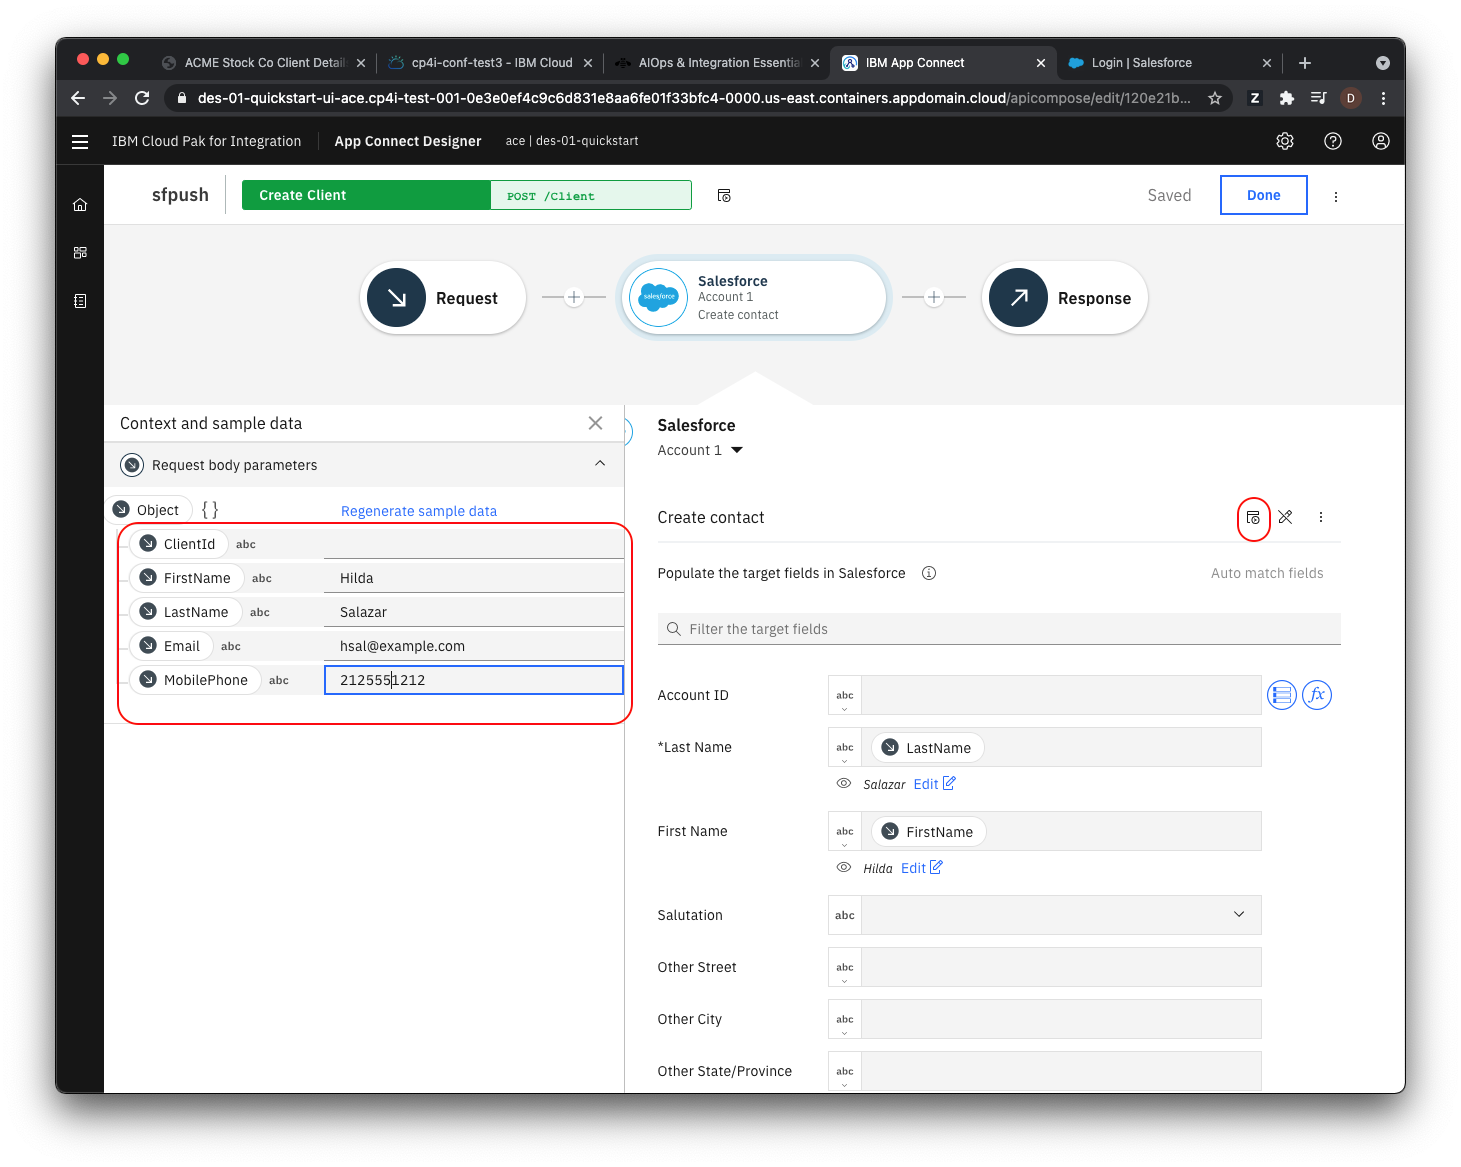 ACME Stock Co Client Detail
cp4i-conf-test3 - IBM Cloud
AIOps & Integration Essentia
IBM App Connect
Login | Salesforce
des-01-quickstart-ui-ace.cp4i-test-001-0e3e0ef4c9c6d831e8aa6fe01f33bfc4-0000.us-east.containers.appdomain.cloud/apicompose/edit/120e21b...
Z
D
IBM Cloud Pak for Integration
App Connect Designer
ace | des-01-quickstart
sfpush
Create Client
POST /Client
Saved
Done
Request
salesforce
Salesforce
Account 1
Create contact
Response
Context and sample data
Request body parameters
Object { }
Regenerate sample data
ClientId abc
FirstName abc Hilda
LastName abc Salazar
Email abc hsal@example.com
MobilePhone abc 2125551212
Salesforce
Account 1
Create contact
Populate the target fields in Salesforce
Auto match fields
Filter the target fields
Account ID abc fx
*Last Name abc LastName
Salazar Edit
First Name abc FirstName
Hilda Edit
Salutation abc
Other Street abc
Other City abc
Other State/Province abc